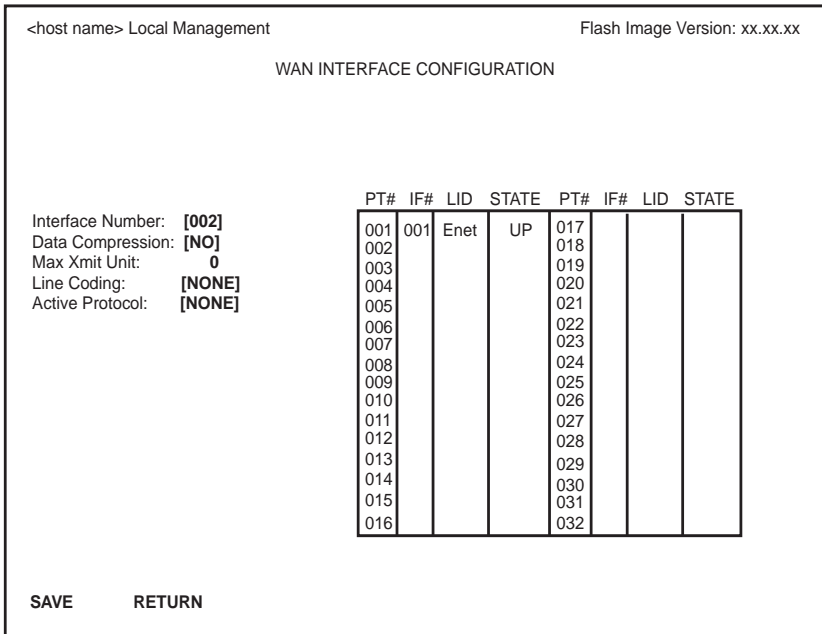 <host name> Local Management Flash Image Version: xx.xx.xx
WAN INTERFACE CONFIGURATION
PT# IF# LID STATE PT# IF# LID STATE
Interface Number: [002]
Data Compression: [NO]
Max Xmit Unit: 0
Line Coding: [NONE]
Active Protocol: [NONE]
001 001 Enet UP 017
002 018
003 019
004 020
005 021
006 022
007 023
008 024
009 025
010 026
011 027
012 028
013 029
014 030
015 031
016 032
SAVE RETURN